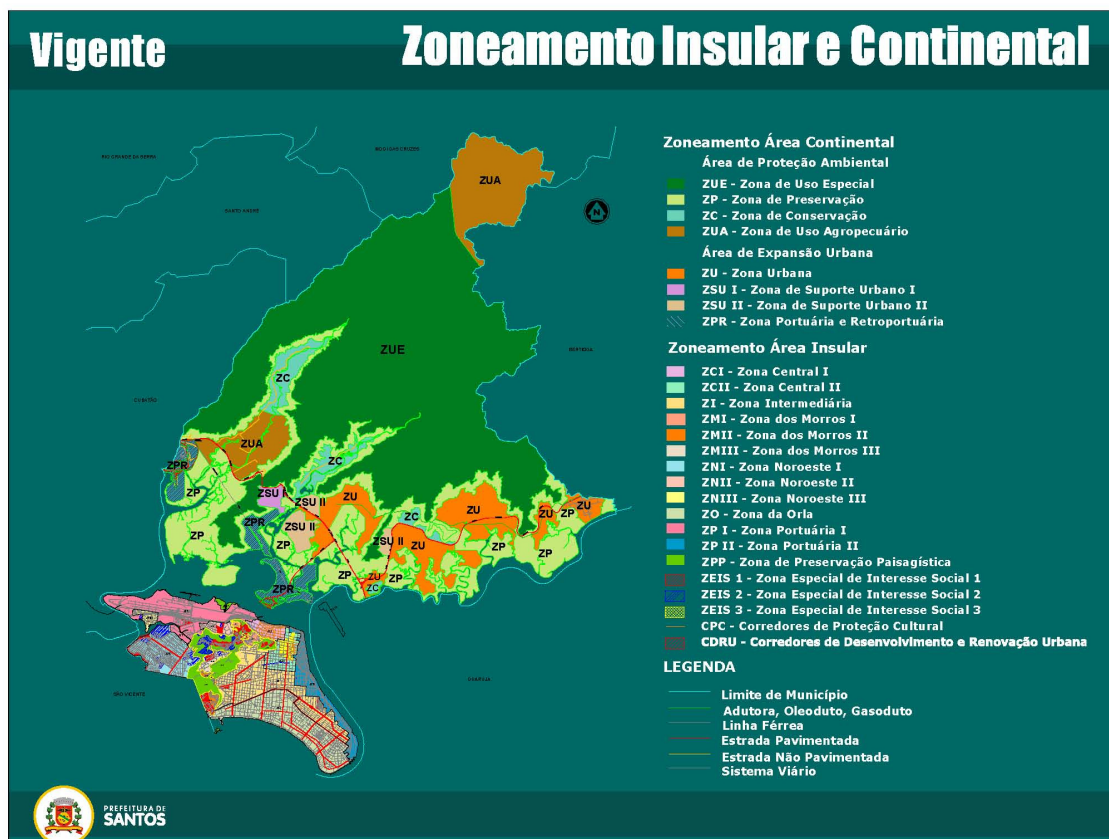 Vigente
Zoneamento Insular e Continental
Zoneamento Área Continental
Área de Proteção Ambiental
ZUE - Zona de Uso Especial
ZP - Zona de Preservação
ZC - Zona de Conservação
ZUA - Zona de Uso Agropecuário
Área de Expansão Urbana
ZU - Zona Urbana
ZSU I - Zona de Suporte Urbano I
ZSU II - Zona de Suporte Urbano II
ZPR - Zona Portuária e Retroportuária
Zoneamento Área Insular
ZCI - Zona Central I
ZCII - Zona Central II
ZI - Zona Intermediária
ZMI - Zona dos Morros I
ZMII - Zona dos Morros II
ZMIII - Zona dos Morros III
ZNI - Zona Noroeste I
ZNII - Zona Noroeste II
ZNIII - Zona Noroeste III
ZO - Zona da Orla
ZP I - Zona Portuária I
ZP II - Zona Portuária II
ZPP - Zona de Preservação Paisagística
ZEIS 1 - Zona Especial de Interesse Social 1
ZEIS 2 - Zona Especial de Interesse Social 2
ZEIS 3 - Zona Especial de Interesse Social 3
CPC - Corredores de Proteção Cultural
CDRU - Corredores de Desenvolvimento e Renovação Urbana
LEGENDA
Limite de Município
Adutora, Oleoduto, Gasoduto
Linha Férrea
Estrada Pavimentada
Estrada Não Pavimentada
Sistema Viário
RIO GRANDE DA SERRA
MOGI DAS CRUZES
SANTO ANDRÉ
CUBATÃO
BERTIOGA
GUARUJÁ
SÃO VICENTE
N
ZUA
ZUE
ZC
ZUA
ZPR
ZP
ZC
ZSU I
ZSU II
ZU
ZPR
ZSU II
ZP
ZP
ZC
ZU
ZU
ZP
ZU
ZSU II
ZU
ZP
ZP
ZPR
ZP
ZU
ZC
ZP
PREFEITURA DE
SANTOS